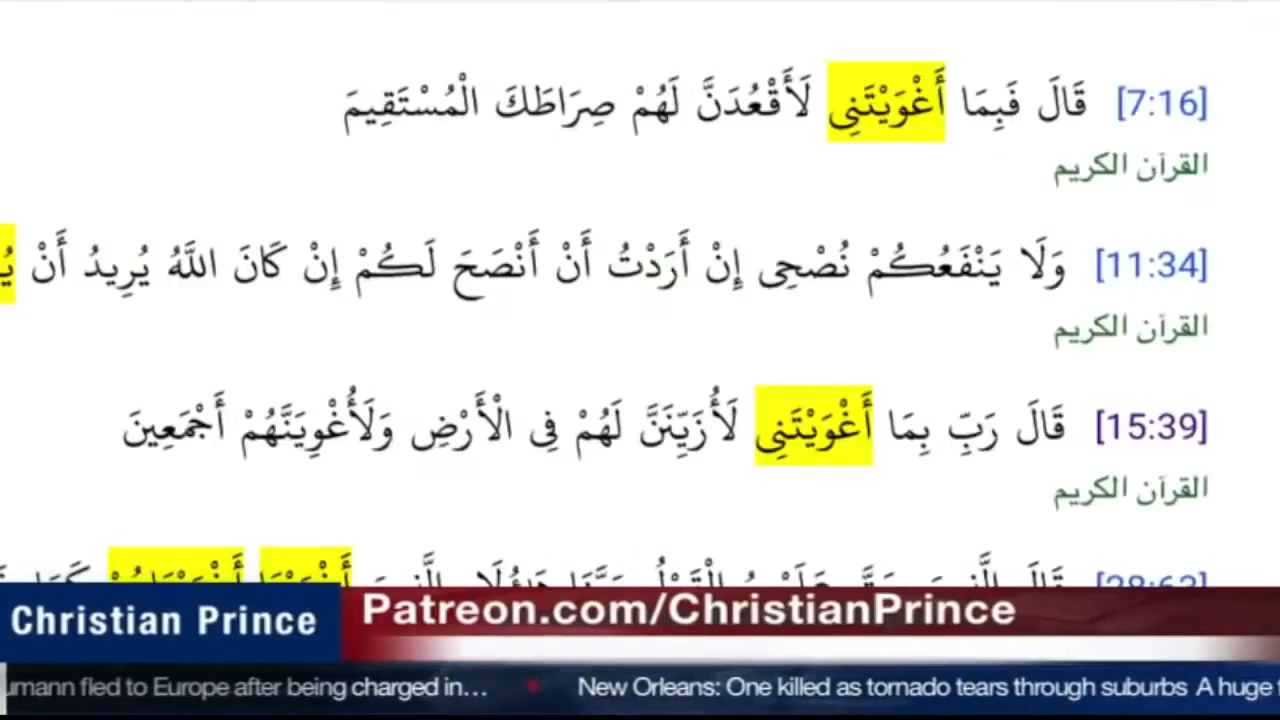 [7:16] قَالَ فَبِمَا أَغْوَيْتَنِى لَأَقْعُدَنَّ لَهُمْ صِرَاطَكَ الْمُسْتَقِيمَ
القرآن الكريم
[11:34] وَلَا يَنْفَعُكُمْ نُصْحِى إِنْ أَرَدْتُ أَنْ أَنْصَحَ لَكُمْ إِنْ كَانَ اللَّهُ يُرِيدُ أَنْ
القرآن الكريم
[15:39] قَالَ رَبِّ بِمَا أَغْوَيْتَنِى لَأُزَيِّنَنَّ لَهُمْ فِى الْأَرْضِ وَلَأُغْوِيَنَّهُمْ أَجْمَعِينَ
القرآن الكريم
Christian Prince
Patreon.com/ChristianPrince
umann fled to Europe after being charged in… New Orleans: One killed as tornado tears through suburbs A huge